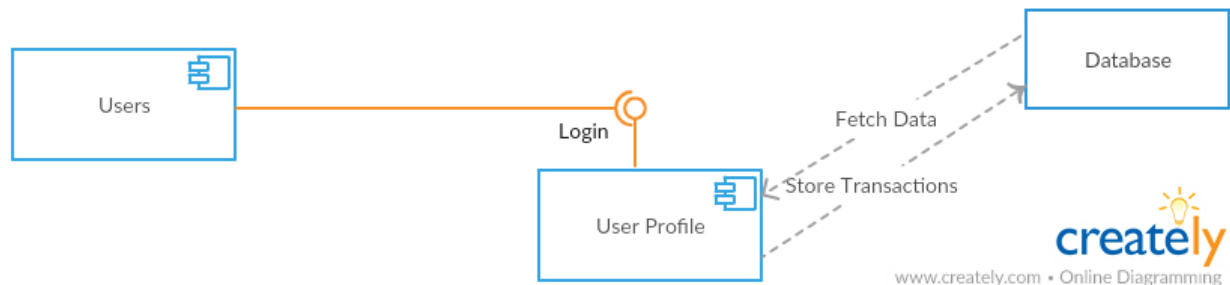 Database
Users
Fetch Data
Login
Store Transactions
User Profile
creately
www.creately.com • Online Diagramming